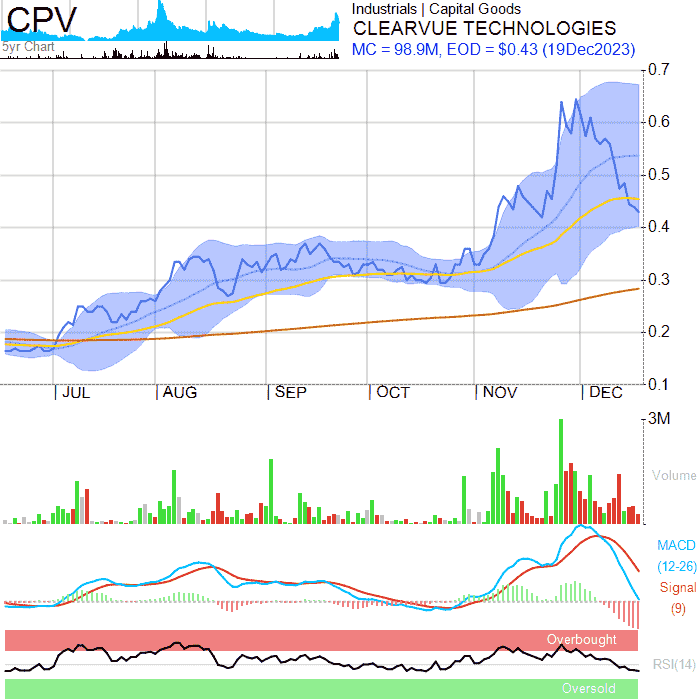 CPV
5yr Chart
Industrials | Capital Goods
CLEARVUE TECHNOLOGIES
MC = 98.9M, EOD = $0.43 (19Dec2023)
0.7
0.6
0.5
0.4
0.3
0.2
0.1
JUL AUG SEP OCT NOV DEC
3M
Volume
MACD
(12-26)
Signal
(9)
Overbought
RSI(14)
Oversold